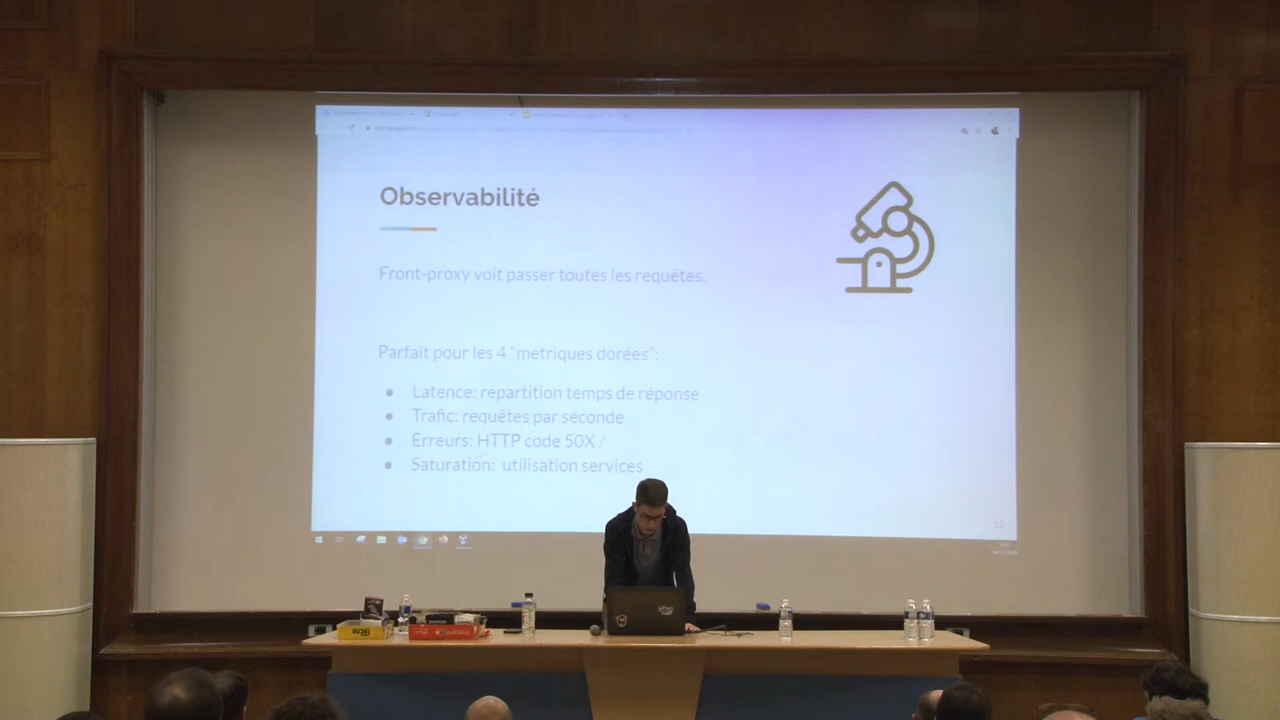 Observabilité
Front-proxy voit passer toutes les requêtes.
Parfait pour les 4 “métriques dorées”:
● Latence: répartition temps de réponse
● Trafic: requêtes par seconde
● Erreurs: HTTP code 50X /
● Saturation: utilisation services